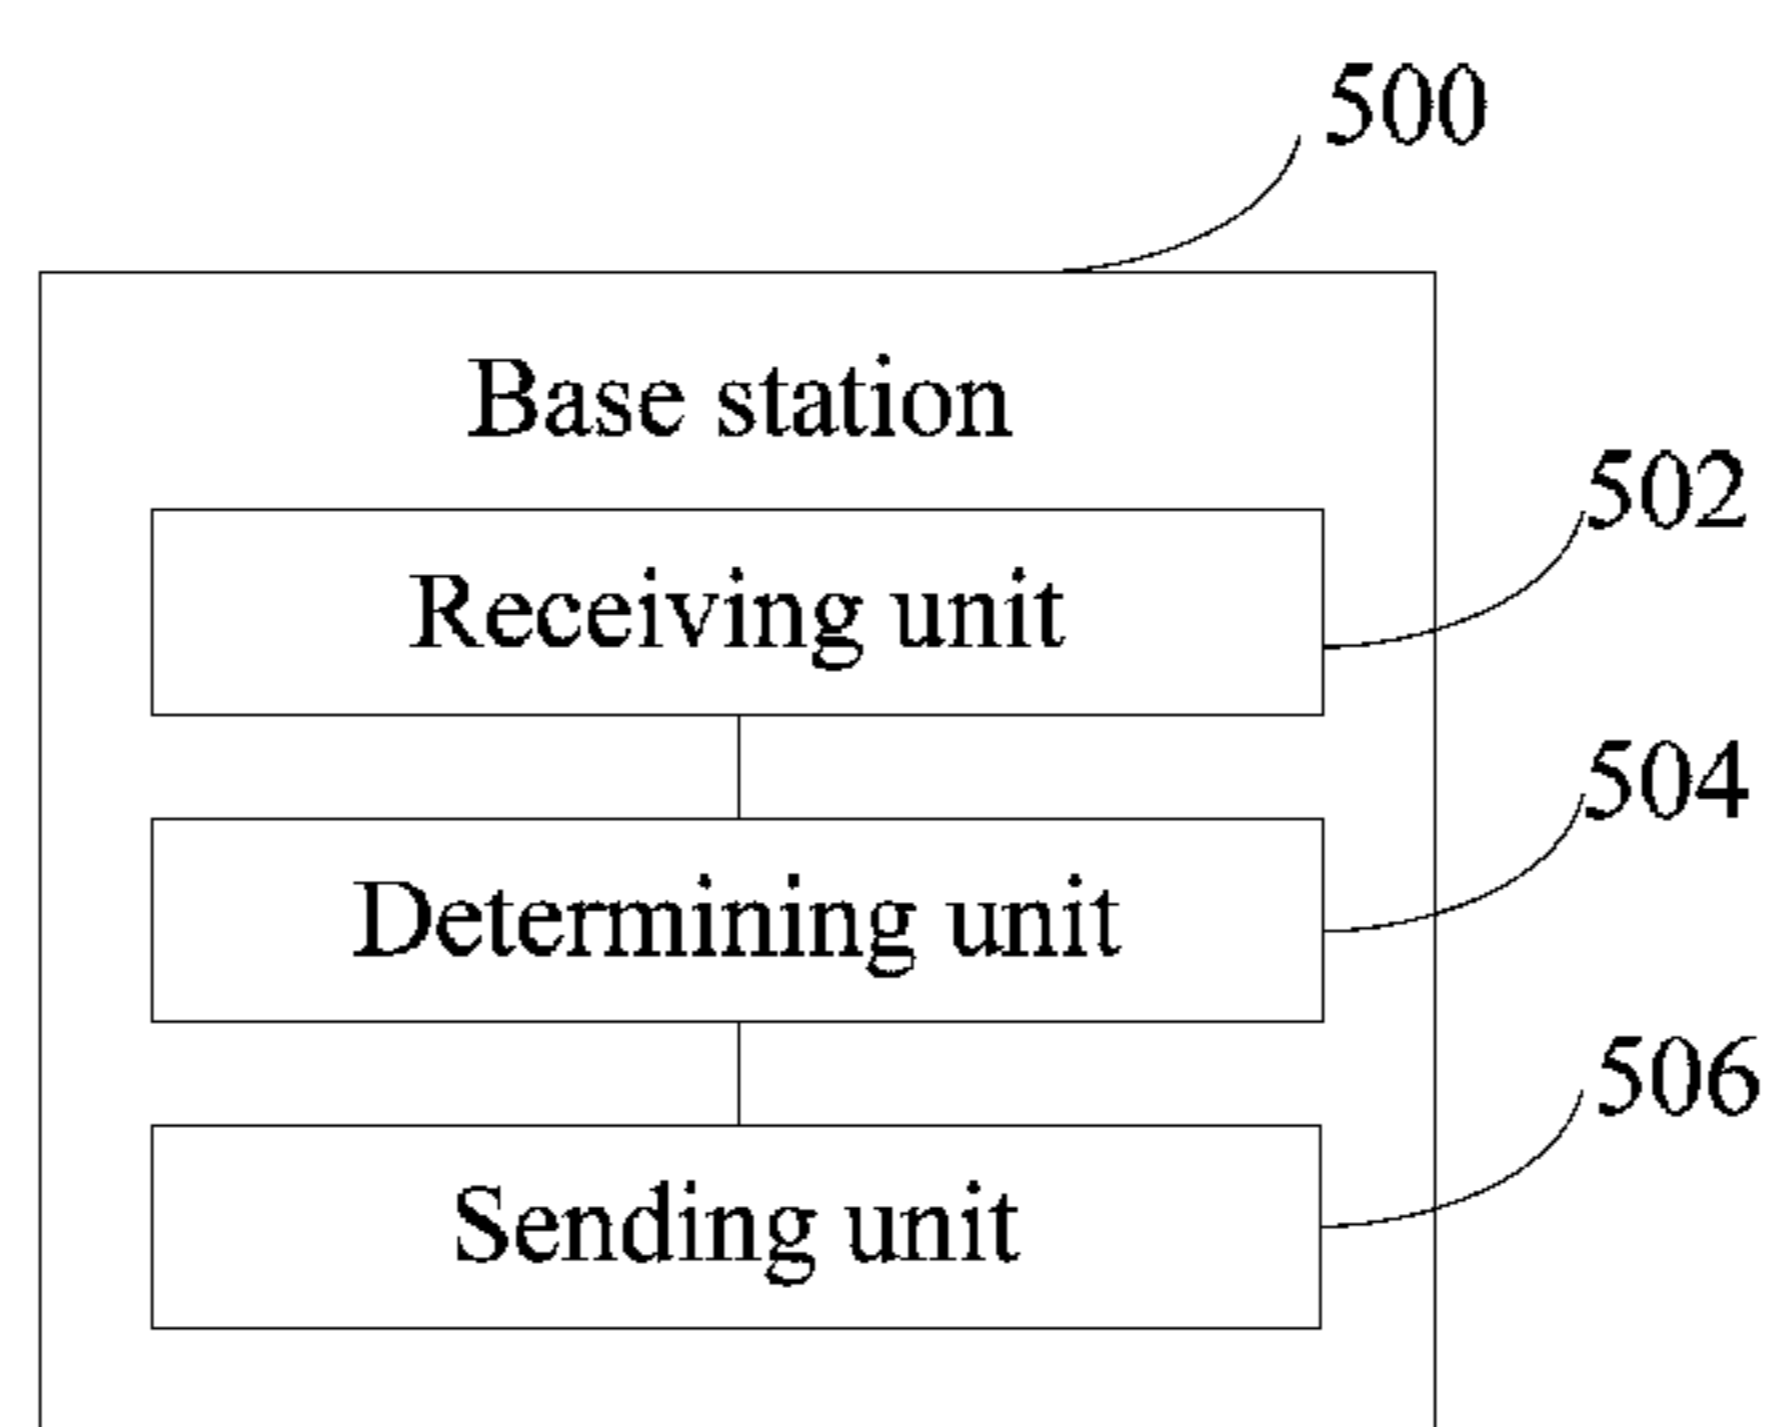 500
Base station
502
Receiving unit
504
Determining unit
506
Sending unit